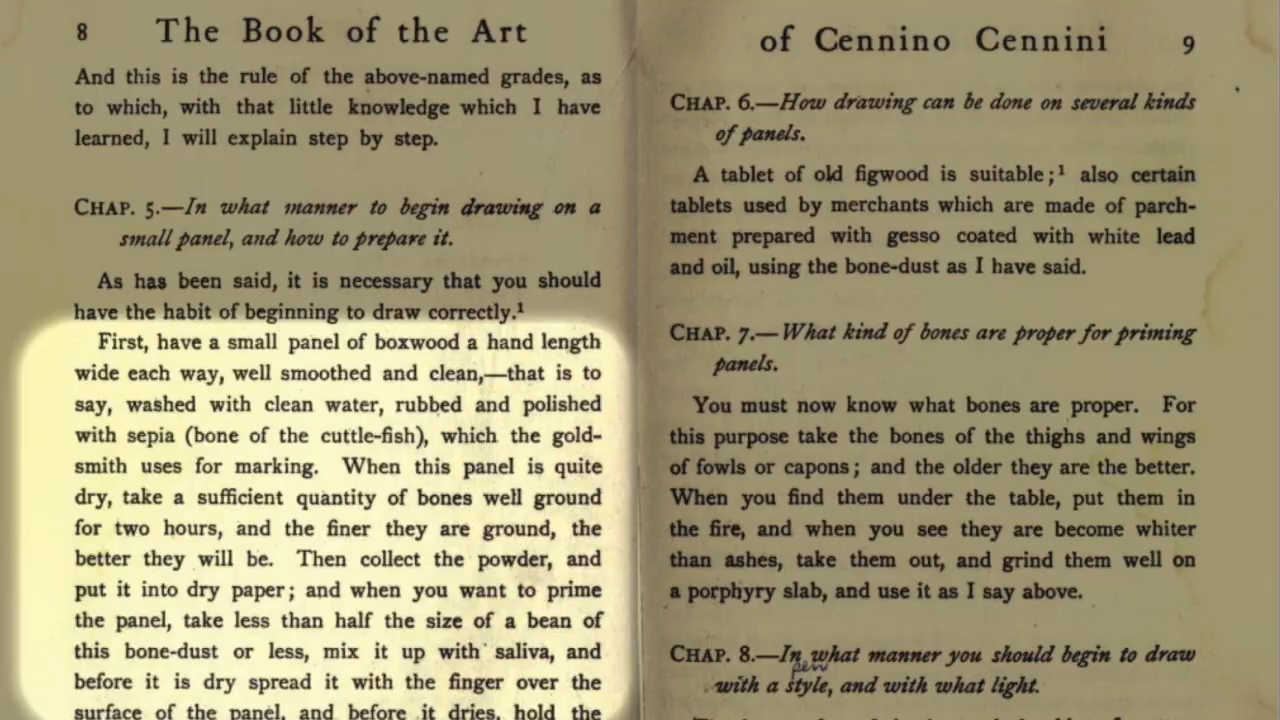 8 The Book of the Art
And this is the rule of the above-named grades, as
to which, with that little knowledge which I have
learned, I will explain step by step.
CHAP. 5.—In what manner to begin drawing on a
small panel, and how to prepare it.
As has been said, it is necessary that you should
have the habit of beginning to draw correctly.¹
First, have a small panel of boxwood a hand length
wide each way, well smoothed and clean,—that is to
say, washed with clean water, rubbed and polished
with sepia (bone of the cuttle-fish), which the gold-
smith uses for marking. When this panel is quite
dry, take a sufficient quantity of bones well ground
for two hours, and the finer they are ground, the
better they will be. Then collect the powder, and
put it into dry paper; and when you want to prime
the panel, take less than half the size of a bean of
this bone-dust or less, mix it up with saliva, and
before it is dry spread it with the finger over the
surface of the panel, and before it dries, hold the
of Cennino Cennini 9
CHAP. 6.—How drawing can be done on several kinds
of panels.
A tablet of old figwood is suitable;¹ also certain
tablets used by merchants which are made of parch-
ment prepared with gesso coated with white lead
and oil, using the bone-dust as I have said.
CHAP. 7.—What kind of bones are proper for priming
panels.
You must now know what bones are proper. For
this purpose take the bones of the thighs and wings
of fowls or capons; and the older they are the better.
When you find them under the table, put them in
the fire, and when you see they are become whiter
than ashes, take them out, and grind them well on
a porphyry slab, and use it as I say above.
CHAP. 8.—In what manner you should begin to draw
pen
with a style, and with what light.